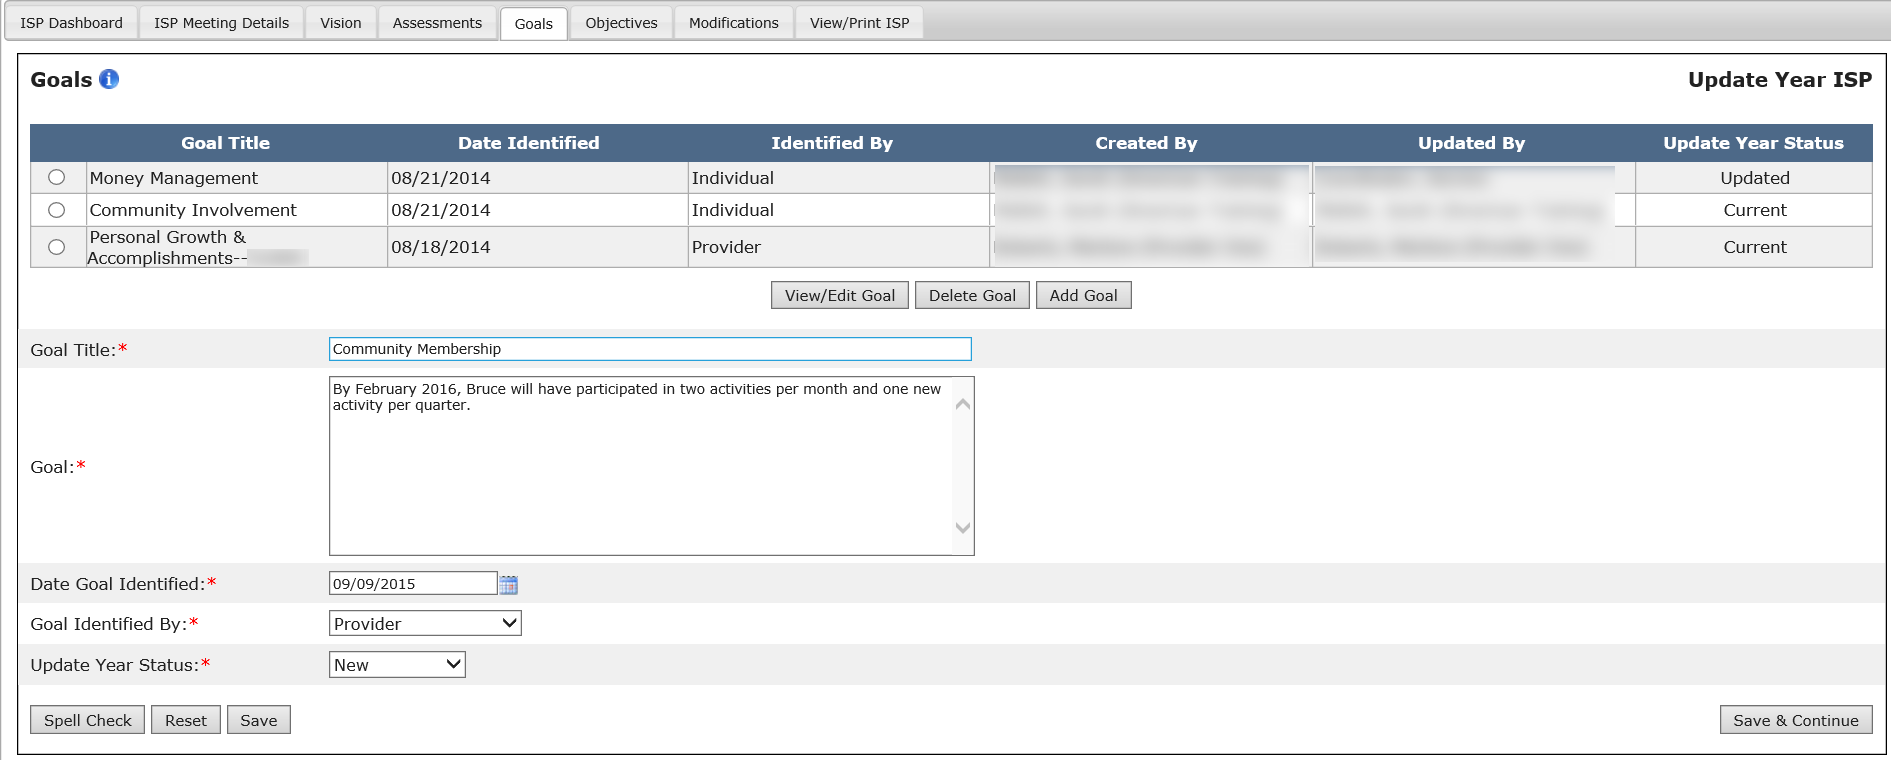 ISP Dashboard ISP Meeting Details Vision Assessments Goals Objectives Modifications View/Print ISP
Goals Update Year ISP
Goal Title Date Identified Identified By Created By Updated By Update Year Status
Money Management 08/21/2014 Individual Updated
Community Involvement 08/21/2014 Individual Current
Personal Growth &
Accomplishments-- 08/18/2014 Provider Current
View/Edit Goal Delete Goal Add Goal
Goal Title:* Community Membership
By February 2016, Bruce will have participated in two activities per month and one new
activity per quarter.
Goal:*
Date Goal Identified:* 09/09/2015
Goal Identified By:* Provider
Update Year Status:* New
Spell Check Reset Save Save & Continue